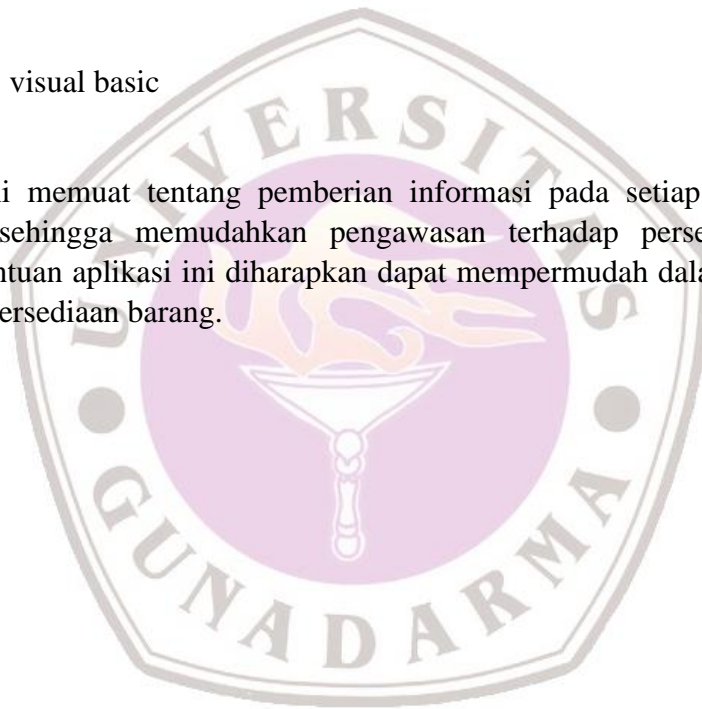 visual basic
i memuat tentang pemberian informasi pada setiap
sehingga memudahkan pengawasan terhadap perse
ntuan aplikasi ini diharapkan dapat mempermudah dala
ersediaan barang.
UNIVERSITAS
GUNADARMA